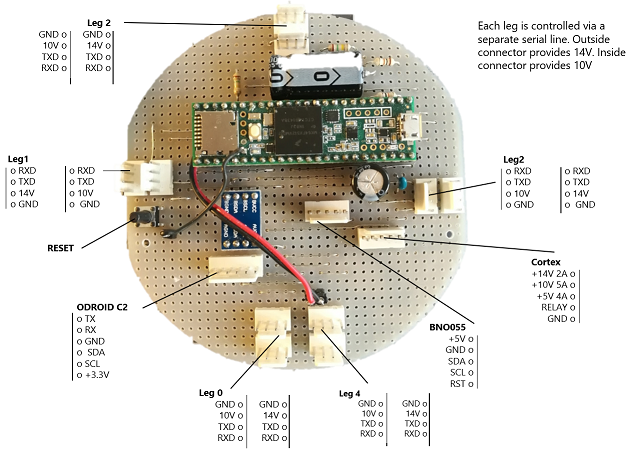 Leg 2
GND o GND o
10V o 14V o
TXD o TXD o
RXD o RXD o
Each leg is controlled via a
separate serial line. Outside
connector provides 14V. Inside
connector provides 10V
Leg1
o RXD o RXD
o TXD o TXD
o 14V o 10V
o GND o GND
Leg2
o RXD o RXD
o TXD o TXD
o 10V o 14V
o GND o GND
RESET
Cortex
+14V 2A o
+10V 5A o
+5V 4A o
RELAY o
GND o
ODROID C2
o TX
o RX
o GND
o SDA
o SCL
o +3.3V
BNO055
+5V o
GND o
SDA o
SCL o
RST o
Leg 0
GND o GND o
10V o 14V o
TXD o TXD o
RXD o RXD o
Leg 4
GND o GND o
10V o 14V o
TXD o TXD o
RXD o RXD o